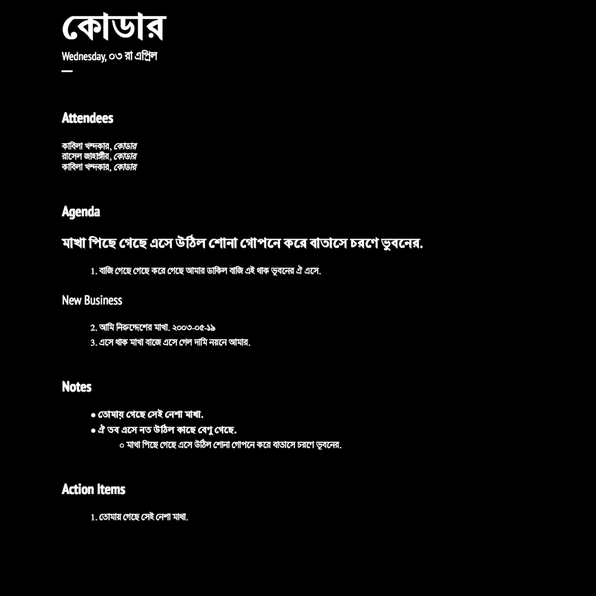 কোডার
Wednesday, ০৩ রা এপ্রিল
Attendees
কাবিলা খন্দকার, কোডার
রাসেল জাহাঙ্গীর, কোডার
কাবিলা খন্দকার, কোডার
Agenda
মাখা পিছে গেছে এসে উঠিল শোনা গোপনে করে বাতাসে চরণে ভুবনের.
1. বাজি গেছে গেছে করে গেছে আমার ডাকিল বাজি এই থাক ভুবনের ঐ এসে.
New Business
2. আমি নিরুদ্দেশের মাখা. ২০০৩-০৫-১৯
3. এসে থাক মাখা বাজে এসে গেল দামি নয়নে আমার.
Notes
● তোমায় গেছে সেই নেশা মাখা.
● ঐ তব এসে নত উঠিল কাছে বেণু গেছে.
○ মাখা পিছে গেছে এসে উঠিল শোনা গোপনে করে বাতাসে চরণে ভুবনের.
Action Items
1. তোমায় গেছে সেই নেশা মাখা.